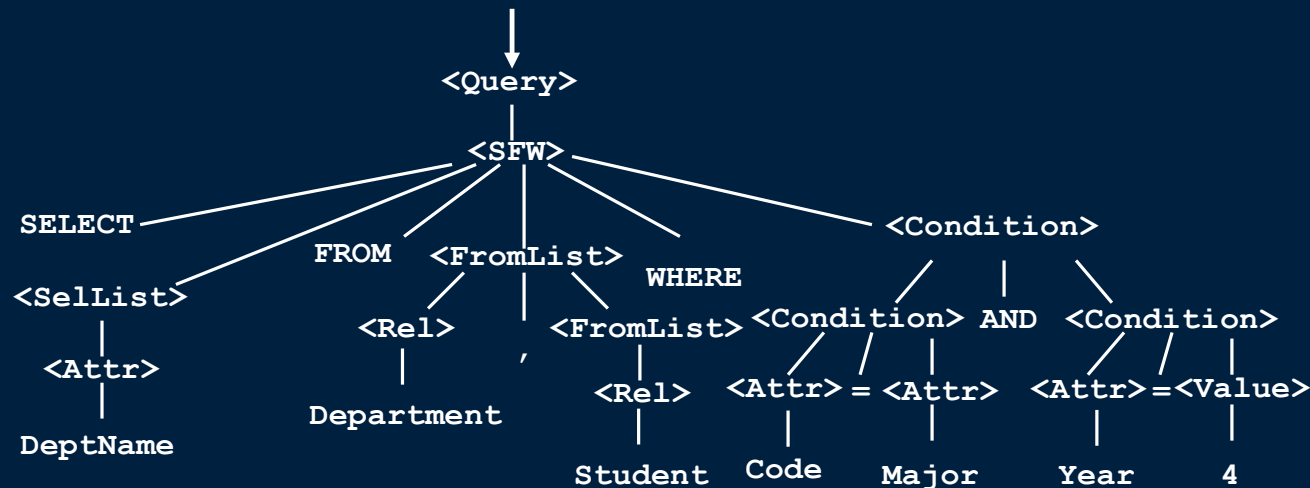 <Query>
<SFW>
SELECT
<Condition>
FROM <FromList>
WHERE
<SelList>
<Rel> , <FromList> <Condition> AND <Condition>
<Attr>
<Rel> <Attr> = <Attr> <Attr> = <Value>
Department
DeptName
Student Code Major Year 4